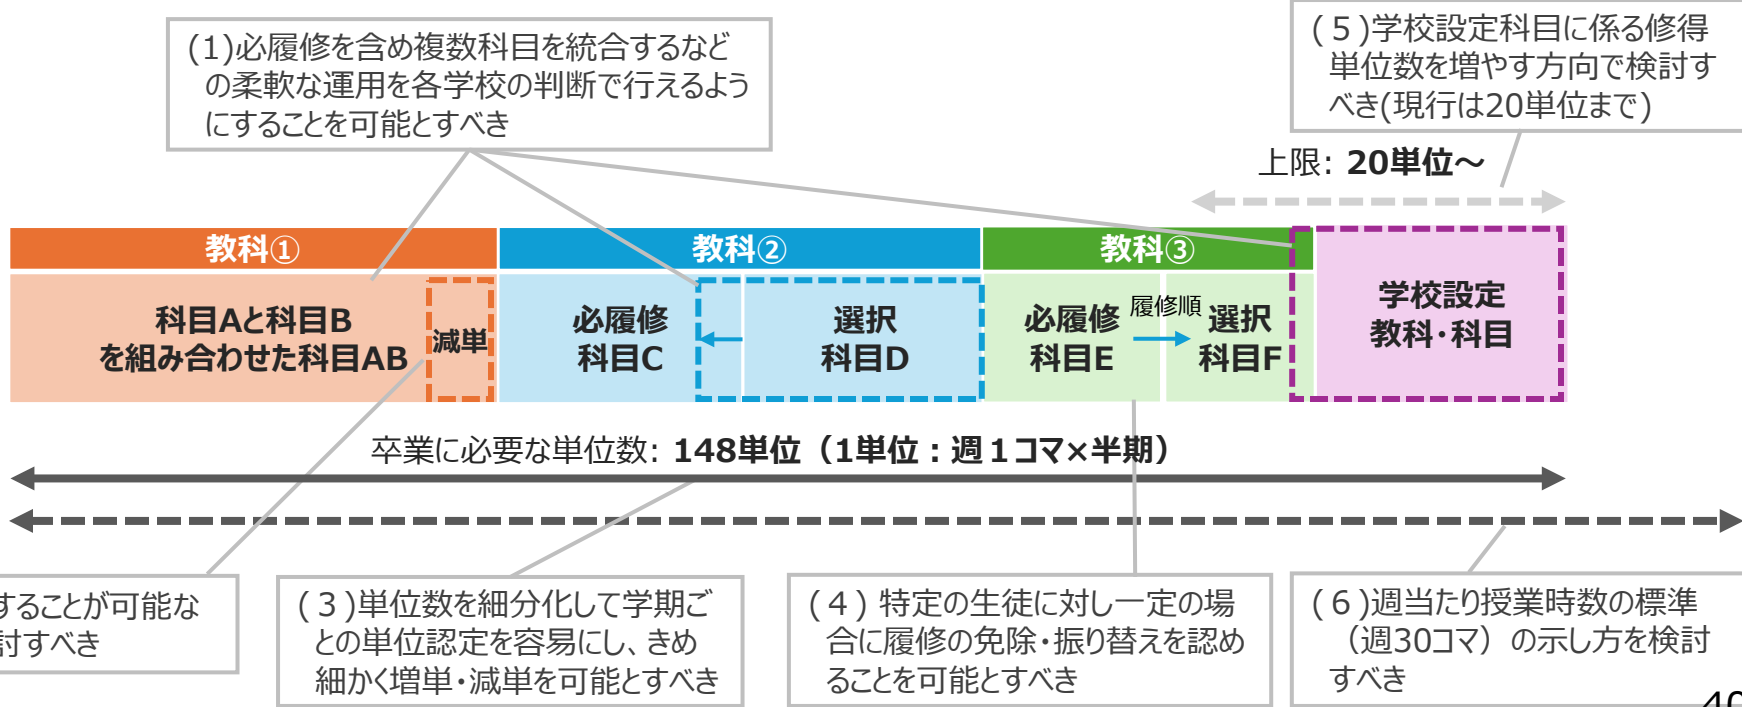 (1)必履修を含め複数科目を統合するなど
の柔軟な運用を各学校の判断で行えるよう
にすることを可能とすべき
(５)学校設定科目に係る修得
単位数を増やす方向で検討す
べき(現行は20単位まで)
上限: 20単位～
教科①
教科②
教科③
科目Aと科目B
を組み合わせた科目AB
減単
必履修
科目C
選択
科目D
必履修
科目E
履修順
選択
科目F
学校設定
教科・科目
卒業に必要な単位数: 148単位（1単位：週１コマ×半期）
することが可能な
討すべき
(３)単位数を細分化して学期ご
との単位認定を容易にし、きめ
細かく増単・減単を可能とすべき
(４) 特定の生徒に対し一定の場
合に履修の免除・振り替えを認め
ることを可能とすべき
(６)週当たり授業時数の標準
（週30コマ）の示し方を検討
すべき
40